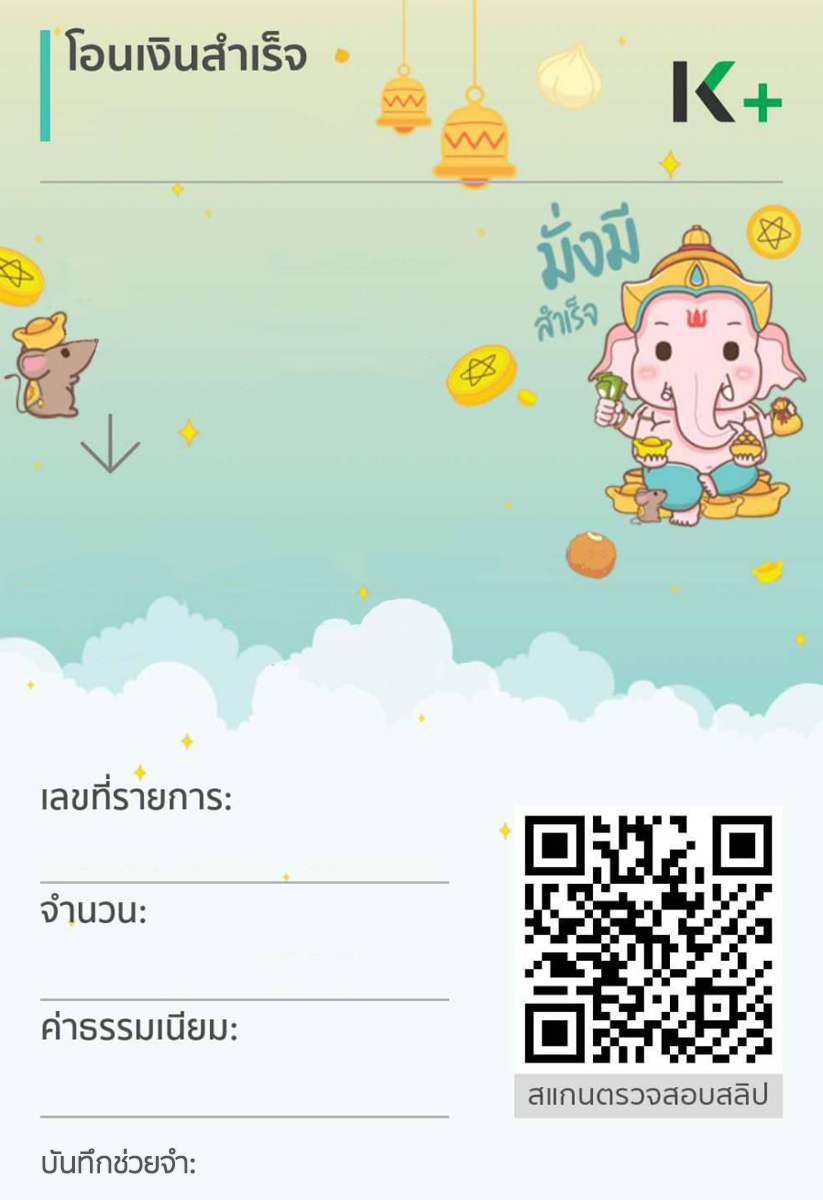 โอนเงินสำเร็จ
K+
มั่งมี
สำเร็จ
เลขที่รายการ:
จำนวน:
ค่าธรรมเนียม:
สแกนตรวจสอบสลิป
บันทึกช่วยจำ: